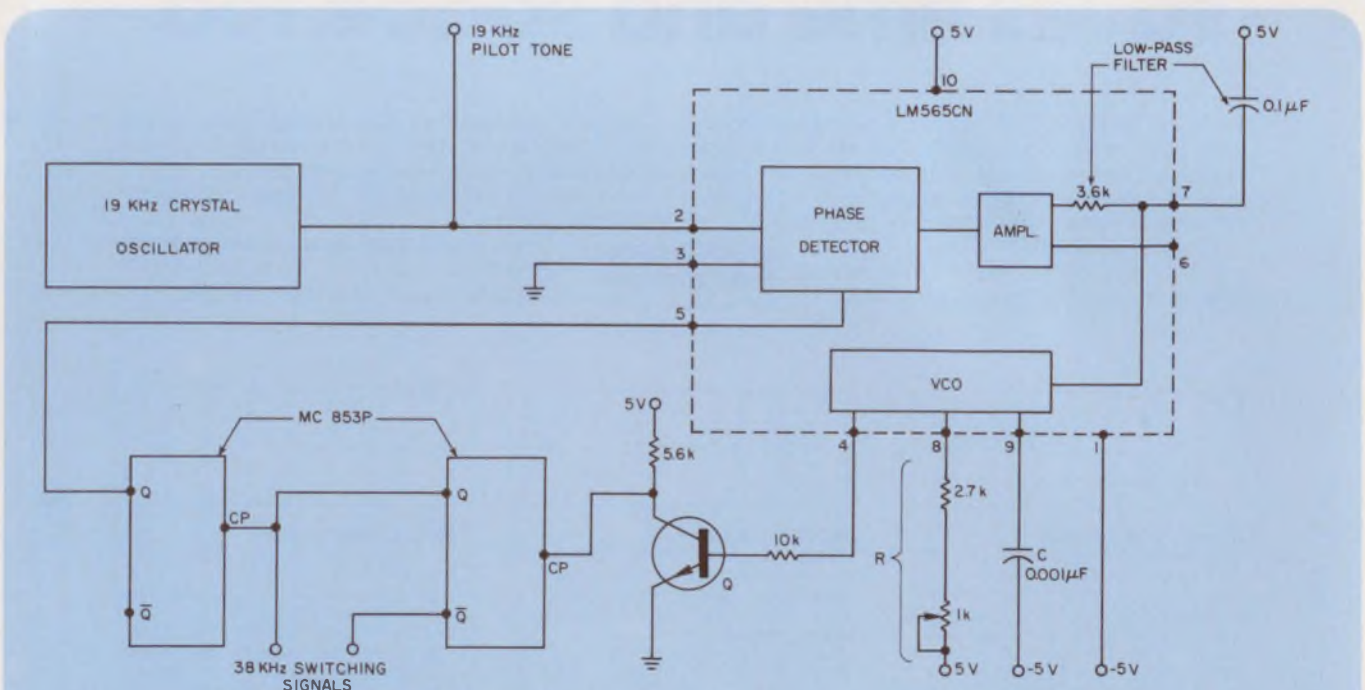 19 KHz
PILOT TONE
5V
LOW-PASS
FILTER
5V
10
LM565CN
0.1μF
19 KHz CRYSTAL
OSCILLATOR
2
PHASE
DETECTOR
AMPL.
3.6k
7
3
6
5
VCO
MC 853P
5V
4
8
9
1
5.6k
Q
Q
2.7k
CP
10k
R
C
0.001μF
CP
Q
Q̅
Q̅
1k
38 KHz SWITCHING
SIGNALS
5V
-5V
-5V